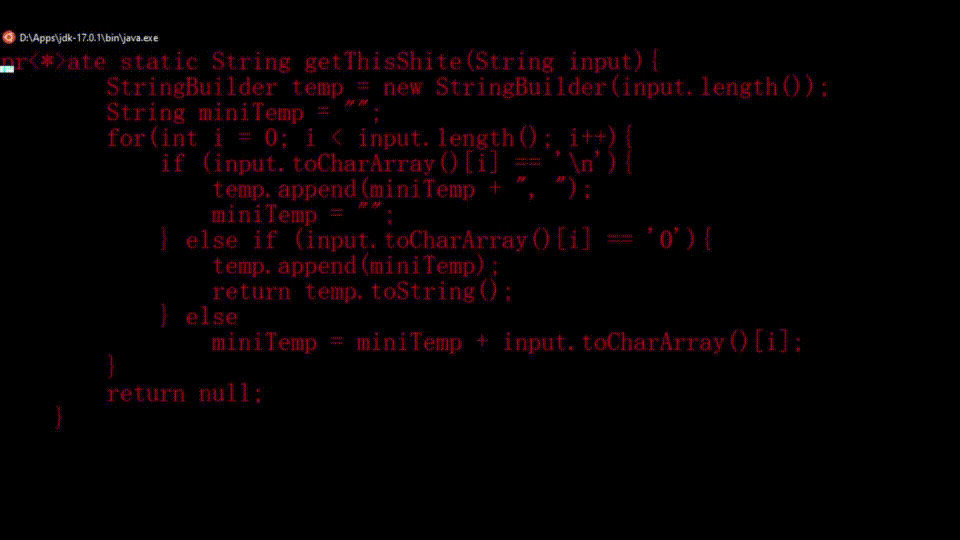 D:\Apps\jdk-17.0.1\bin\java.exe
pr<*>ate static String getThisShite(String input){
        StringBuilder temp = new StringBuilder(input.length());
        String miniTemp = "";
        for(int i = 0; i < input.length(); i++){
            if (input.toCharArray()[i] == '\n'){
                temp.append(miniTemp + ", ");
                miniTemp = "";
            } else if (input.toCharArray()[i] == '0'){
                temp.append(miniTemp);
                return temp.toString();
            } else
                miniTemp = miniTemp + input.toCharArray()[i];
        }
        return null;
    }